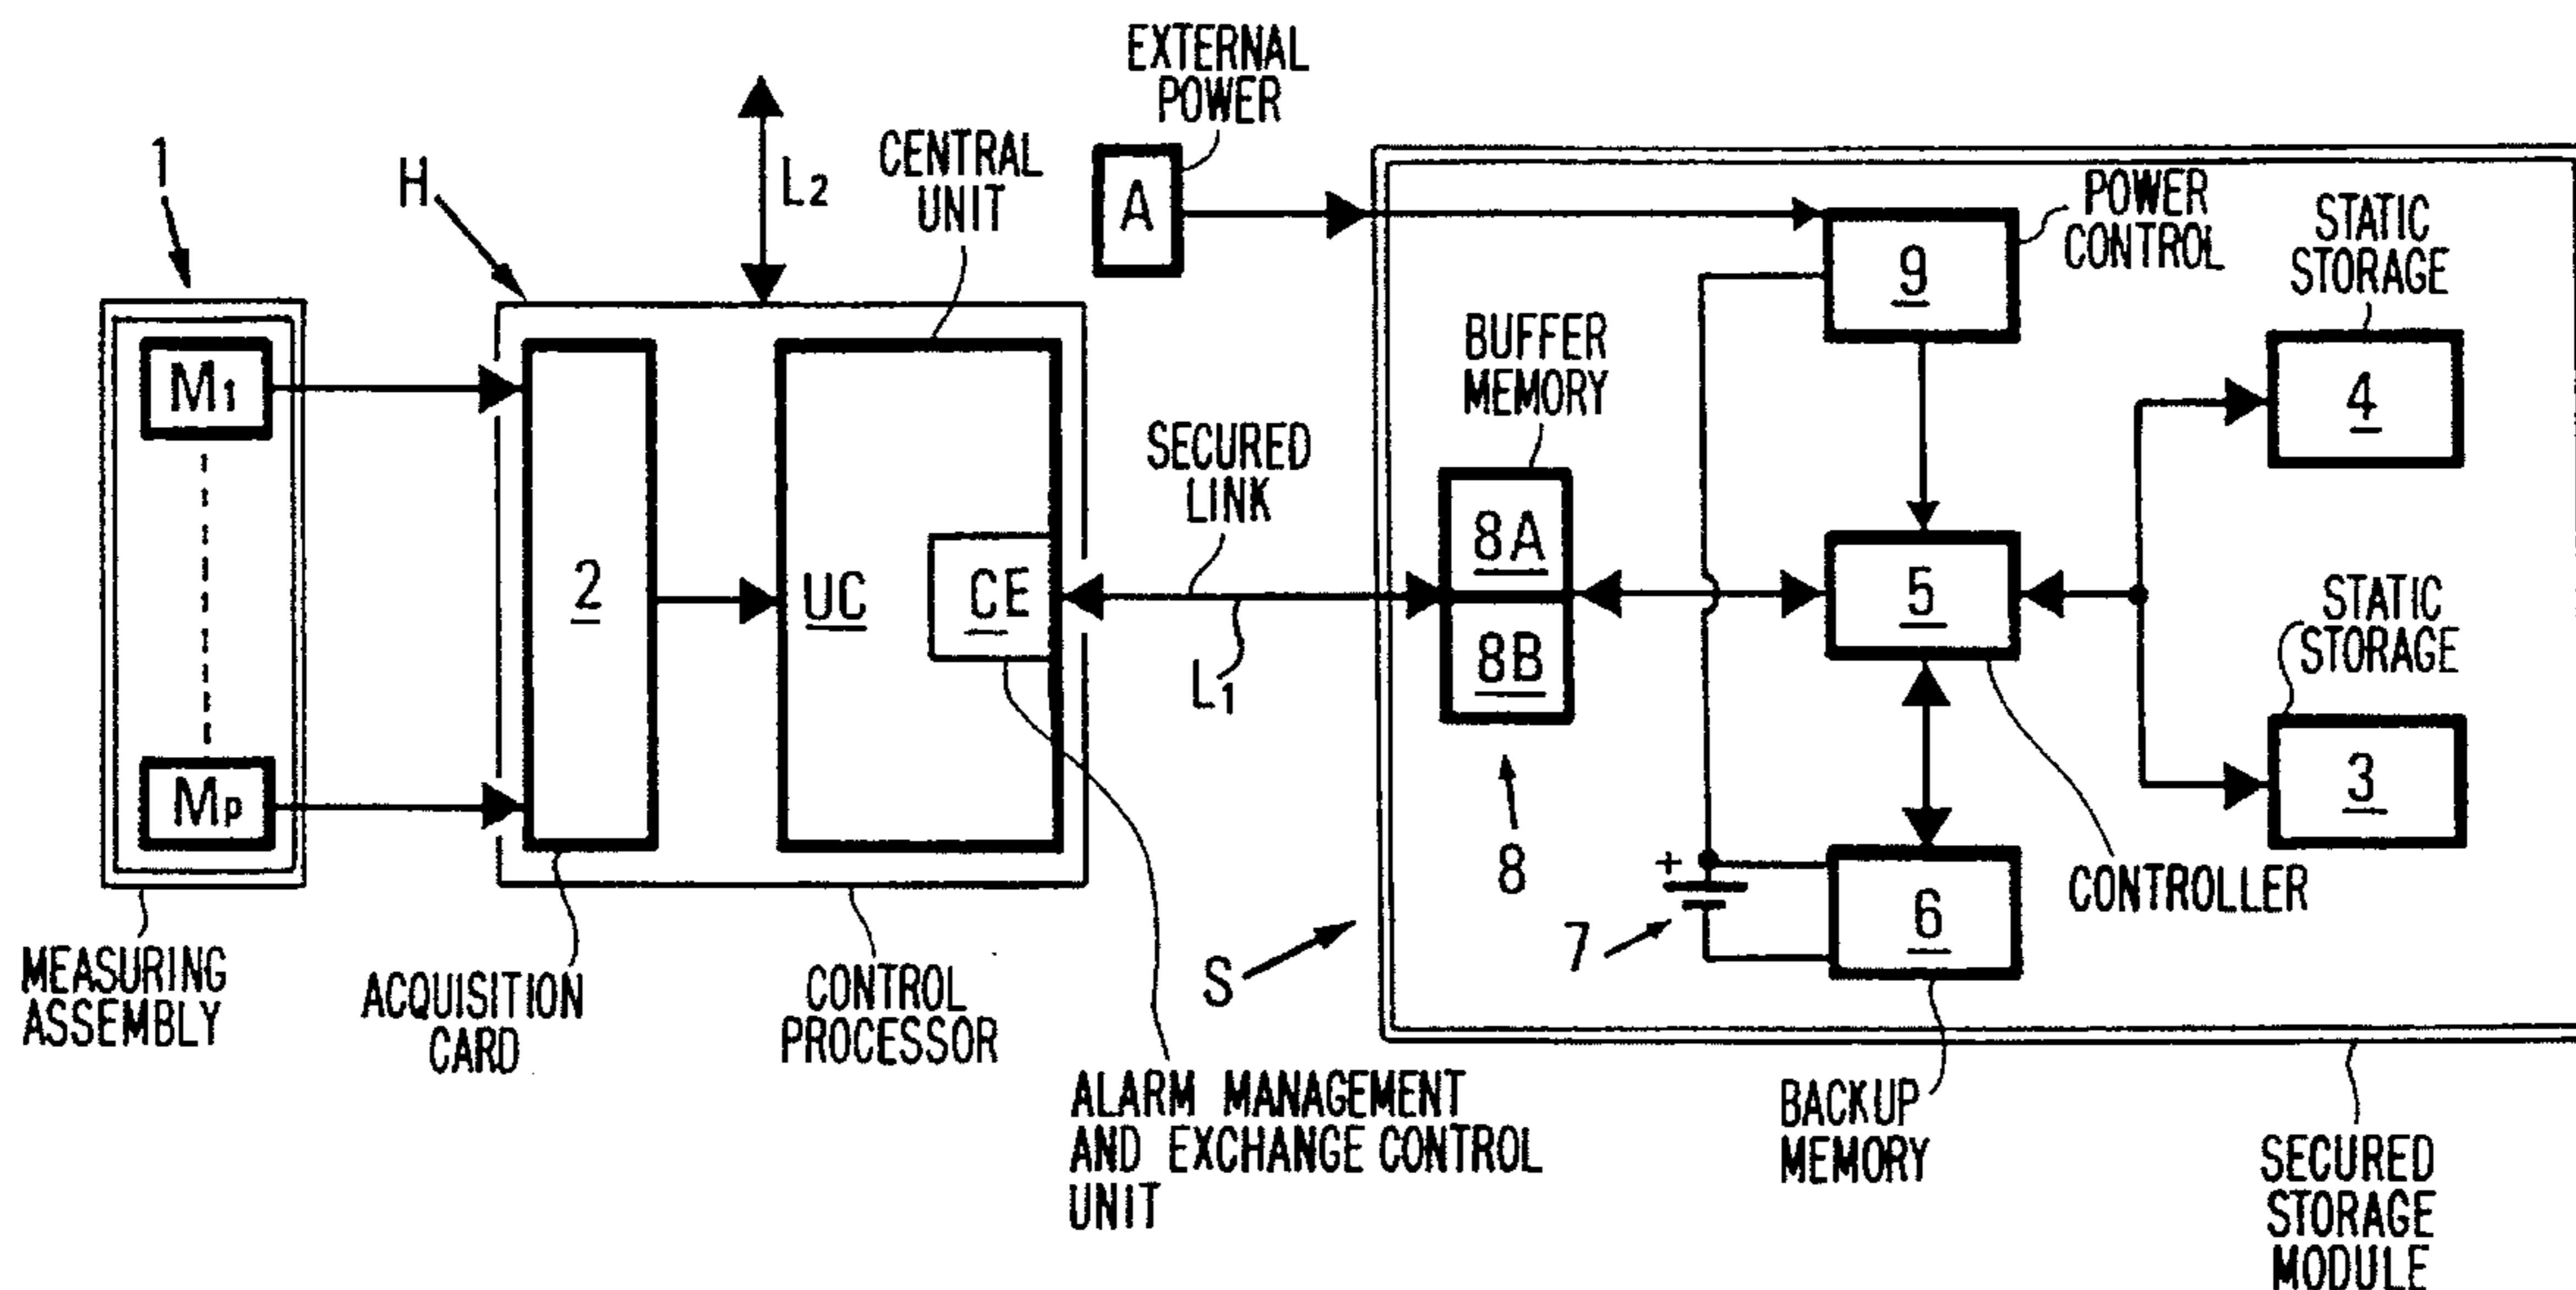 EXTERNAL
POWER
1
H
L2
CENTRAL
UNIT
A
POWER
CONTROL
STATIC
STORAGE
9
4
M1
BUFFER
MEMORY
SECURED
LINK
8A
8B
2
UC
CE
5
STATIC
STORAGE
L1
3
Mp
8
+
7
6
S
CONTROLLER
MEASURING
ASSEMBLY
ACQUISITION
CARD
CONTROL
PROCESSOR
ALARM MANAGEMENT
AND EXCHANGE CONTROL
UNIT
BACKUP
MEMORY
SECURED
STORAGE
MODULE